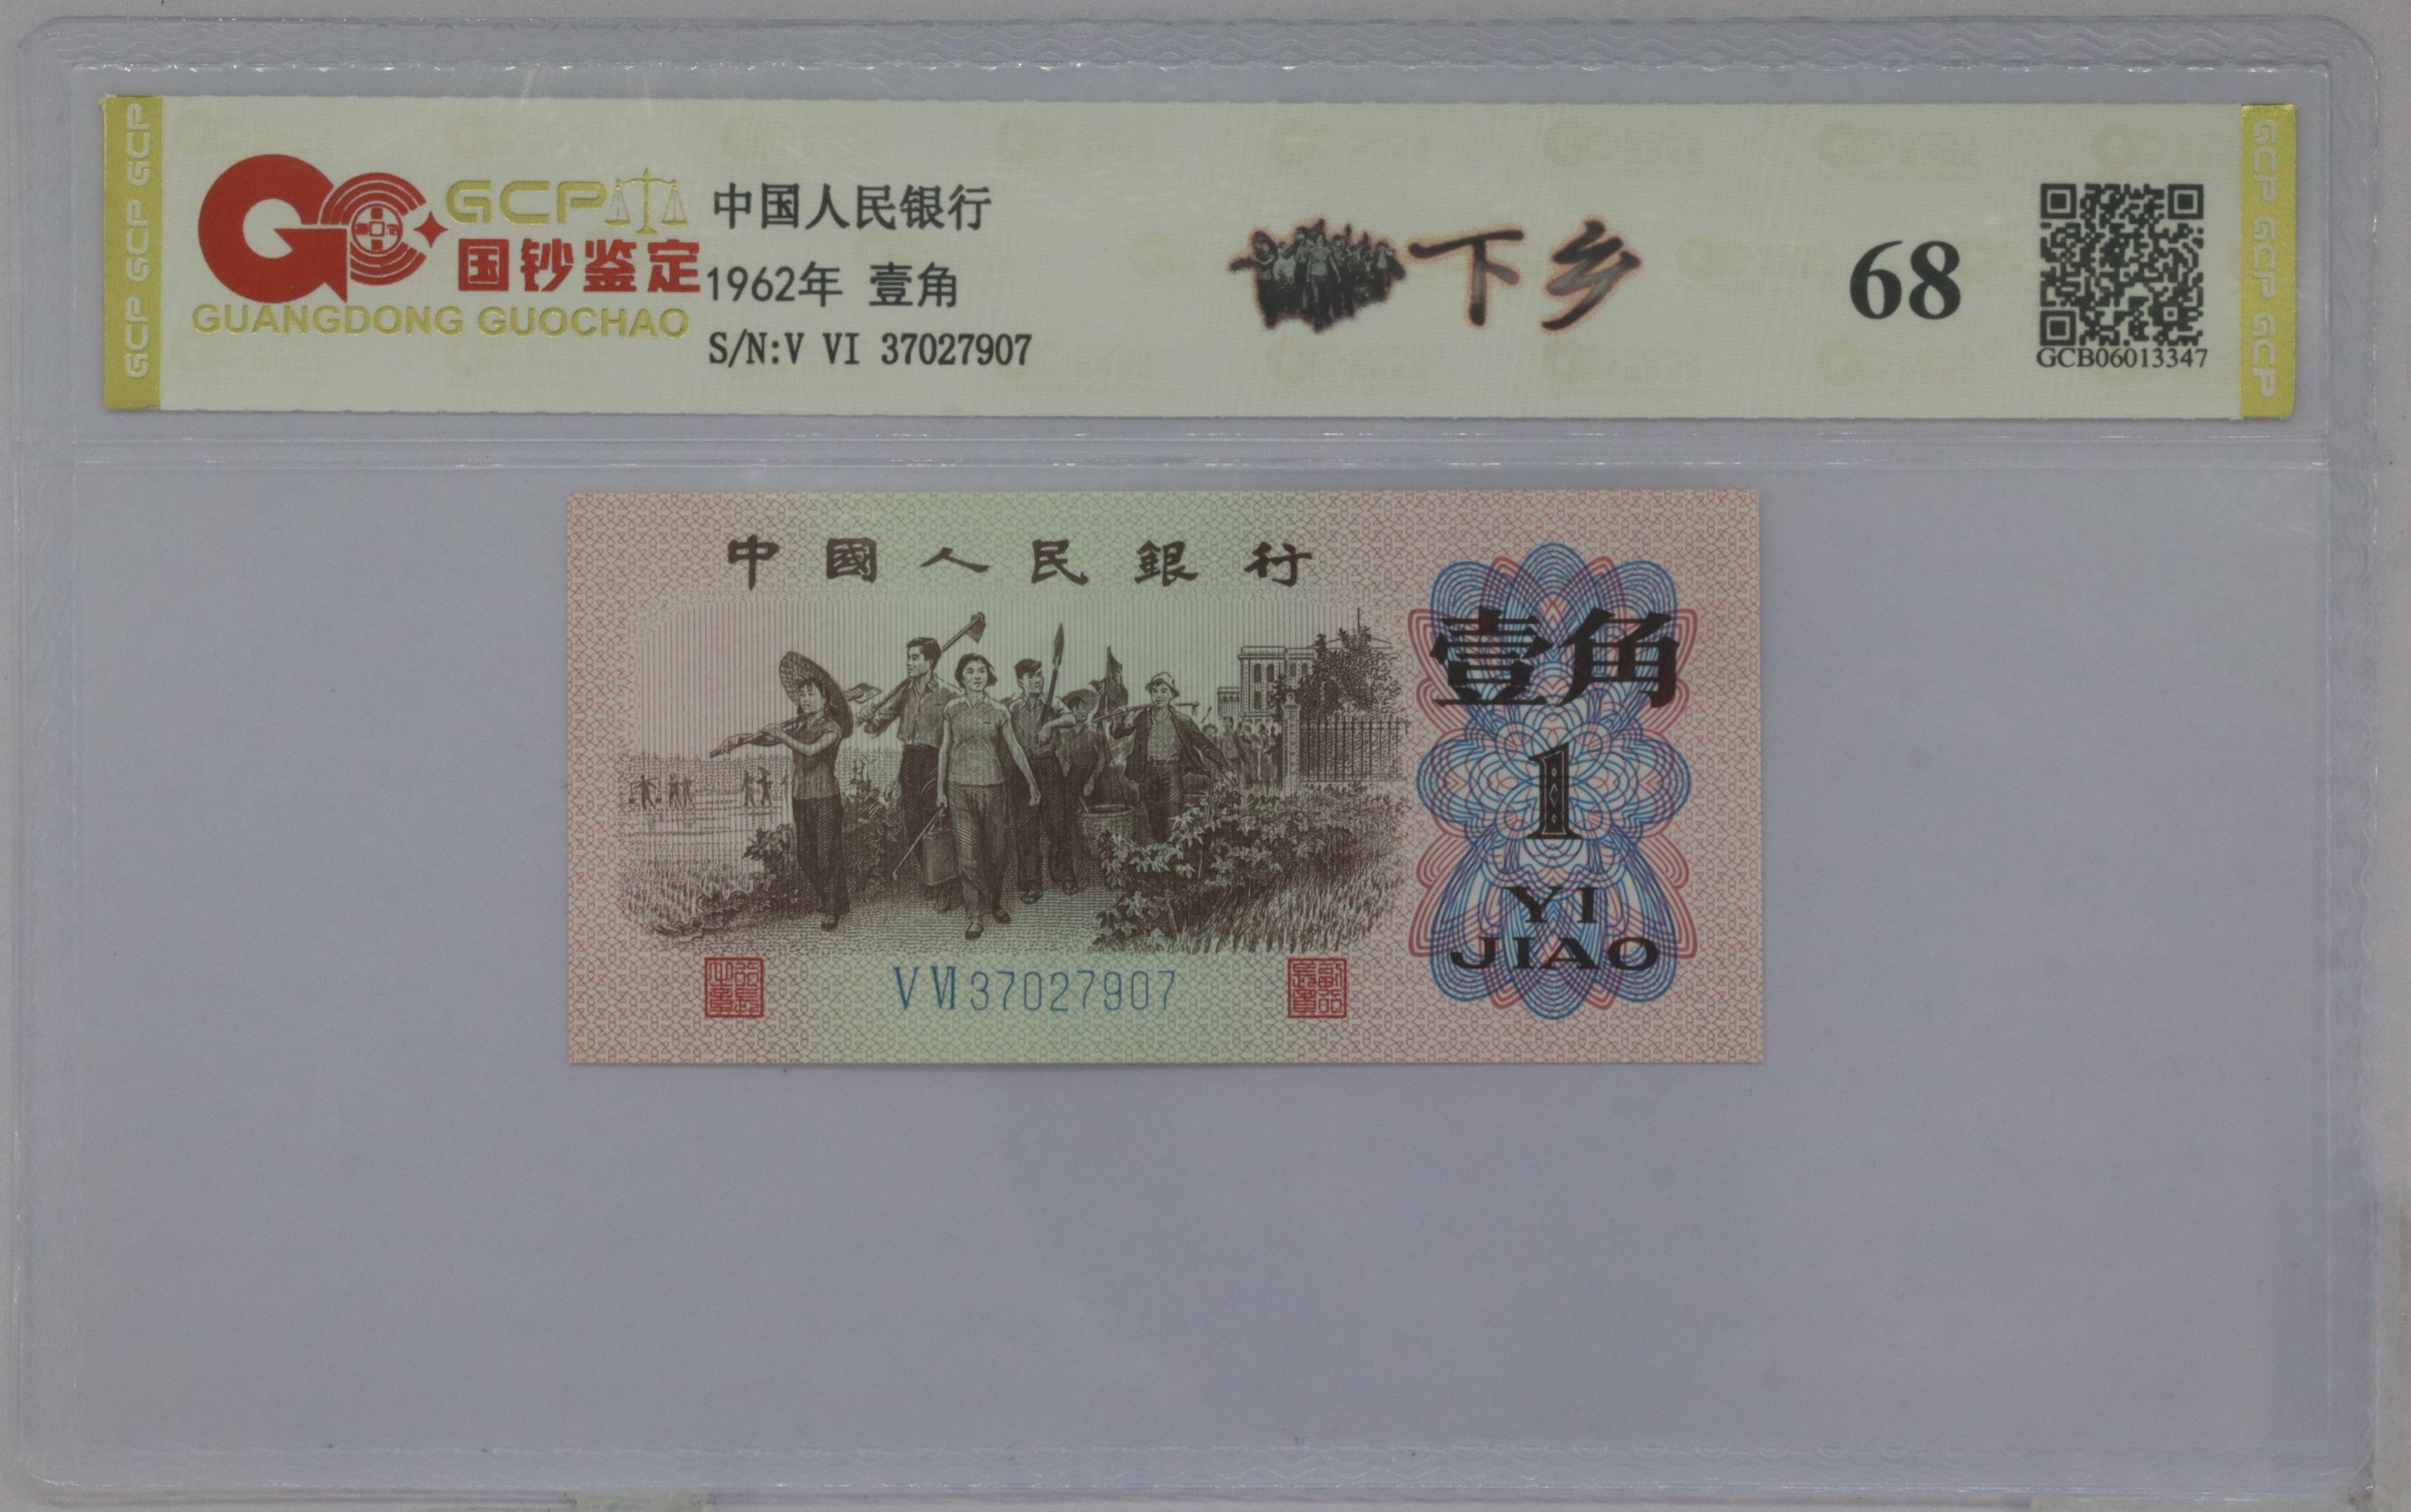 GCP GCP GCP
GCP
国钞鉴定
GUANGDONG GUOCHAO
中国人民银行
1962年 壹角
S/N:V VI 37027907
下乡
68
GCB06013347
GCP GCP GCP
中國人民銀行
壹角
1
YI
JIAO
V VI 37027907